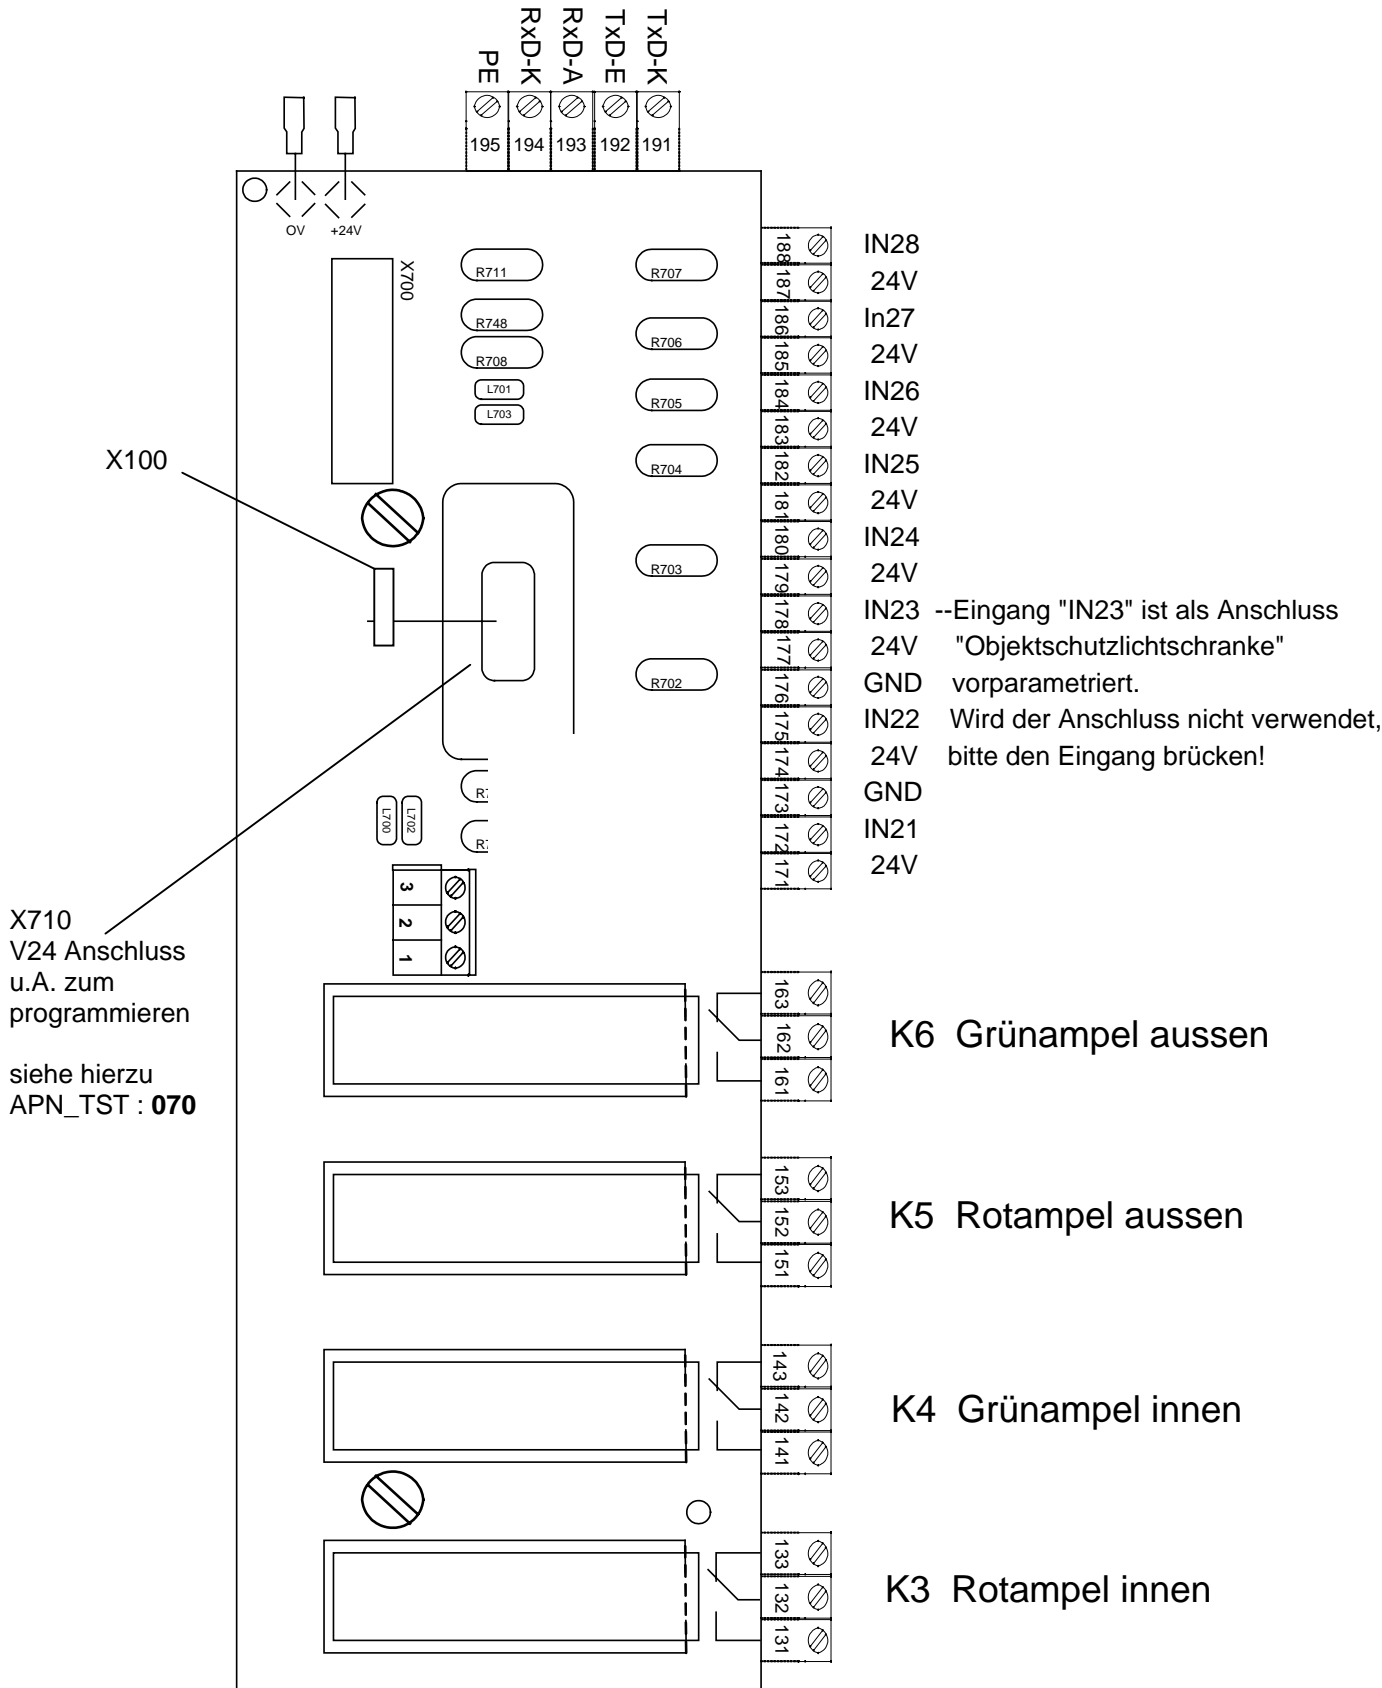 PE
RxD-K
RxD-A
TxD-E
TxD-K
195
194
193
192
191
OV
+24V
X700
R711
R748
R708
L701
L703
R707
R706
R705
R704
R703
R702
188 IN28
187 24V
186 In27
185 24V
184 IN26
183 24V
182 IN25
181 24V
180 IN24
179 24V
178 IN23 --Eingang "IN23" ist als Anschluss
177 24V "Objektschutzlichtschranke"
176 GND vorparametriert.
175 IN22 Wird der Anschluss nicht verwendet,
174 24V bitte den Eingang brücken!
173 GND
172 IN21
171 24V
X100
L700
L702
3
2
1
X710
V24 Anschluss
u.A. zum
programmieren
siehe hierzu
APN_TST : 070
163
162
161
K6 Grünampel aussen
153
152
151
K5 Rotampel aussen
143
142
141
K4 Grünampel innen
133
132
131
K3 Rotampel innen